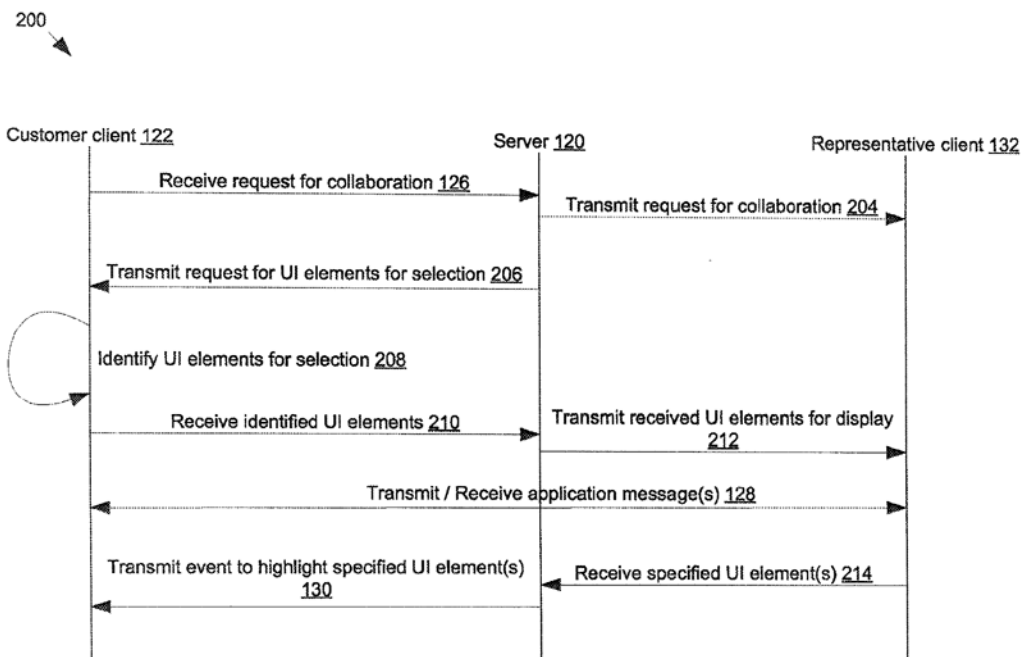 200
Customer client 122
Server 120
Representative client 132
Receive request for collaboration 126
Transmit request for collaboration 204
Transmit request for UI elements for selection 206
Identify UI elements for selection 208
Receive identified UI elements 210
Transmit received UI elements for display
212
Transmit / Receive application message(s) 128
Transmit event to highlight specified UI element(s)
130
Receive specified UI element(s) 214